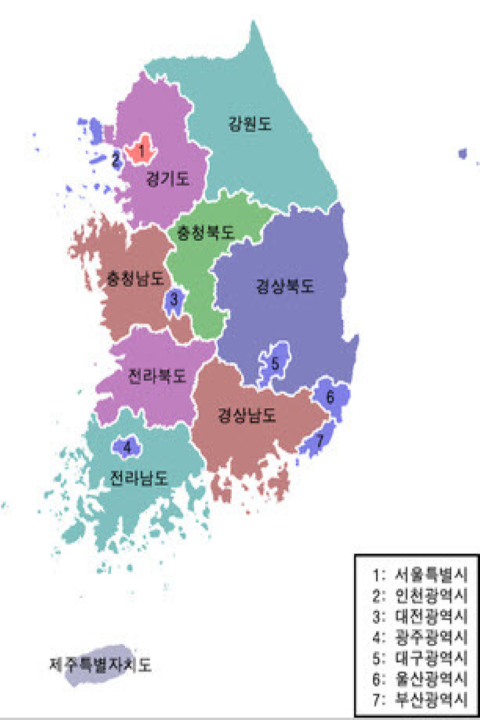 강원도
1
2
경기도
충청북도
충청남도
경상북도
3
5
전라북도
6
경상남도
7
4
전라남도
제주특별자치도
1: 서울특별시
2: 인천광역시
3: 대전광역시
4: 광주광역시
5: 대구광역시
6: 울산광역시
7: 부산광역시